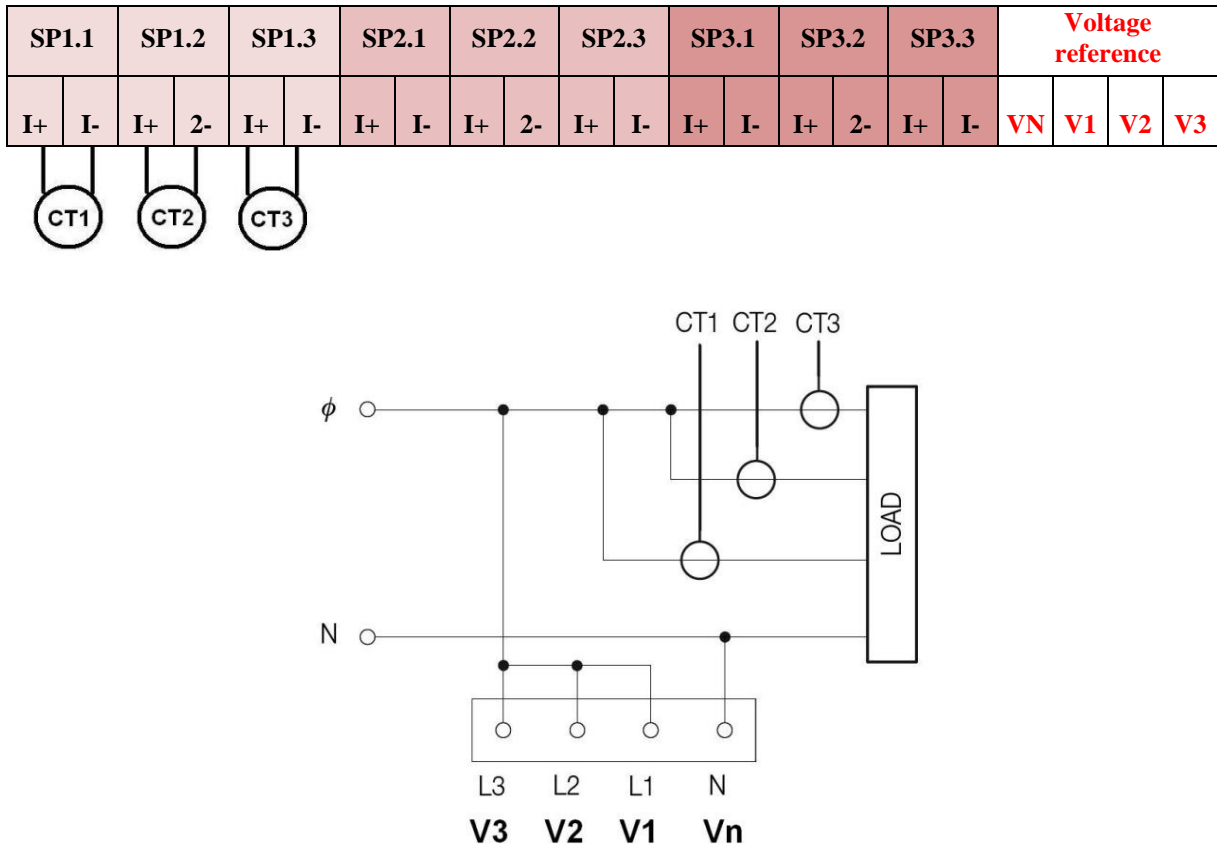 SP1.1 SP1.2 SP1.3 SP2.1 SP2.2 SP2.3 SP3.1 SP3.2 SP3.3 Voltage
reference
I+ I- I+ 2- I+ I- I+ I- I+ 2- I+ I- I+ I- I+ 2- I+ I- VN V1 V2 V3
CT1 CT2 CT3
CT1 CT2 CT3
ϕ
LOAD
N
L3 L2 L1 N
V3 V2 V1 Vn